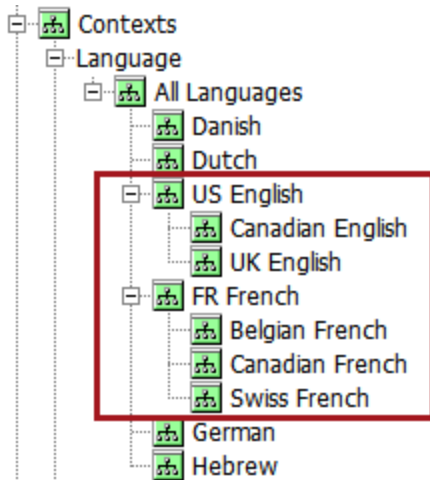 Contexts
Language
All Languages
Danish
Dutch
US English
Canadian English
UK English
FR French
Belgian French
Canadian French
Swiss French
German
Hebrew